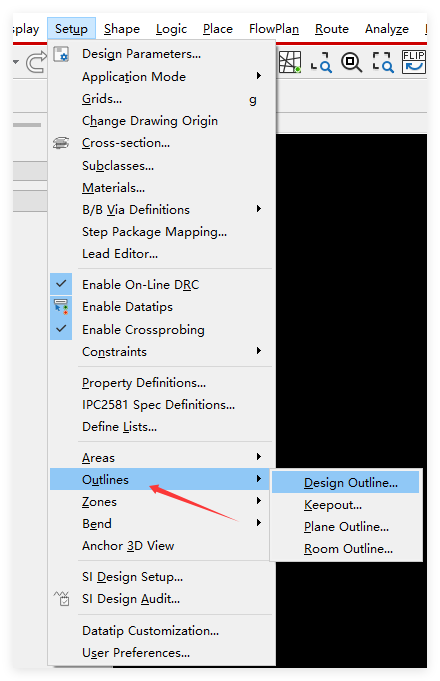 splay Setup Shape Logic Place FlowPlan Route Analyze
FLIP
Design Parameters...
Application Mode
Grids... g
Change Drawing Origin
Cross-section...
Subclasses...
Materials...
B/B Via Definitions
Step Package Mapping...
Lead Editor...
Enable On-Line DRC
Enable Datatips
Enable Crossprobing
Constraints
Property Definitions...
IPC2581 Spec Definitions...
Define Lists...
Areas
Outlines
Design Outline...
Zones
Keepout...
Bend
Plane Outline...
Anchor 3D View
Room Outline...
SI Design Setup...
SI Design Audit...
Datatip Customization...
User Preferences...